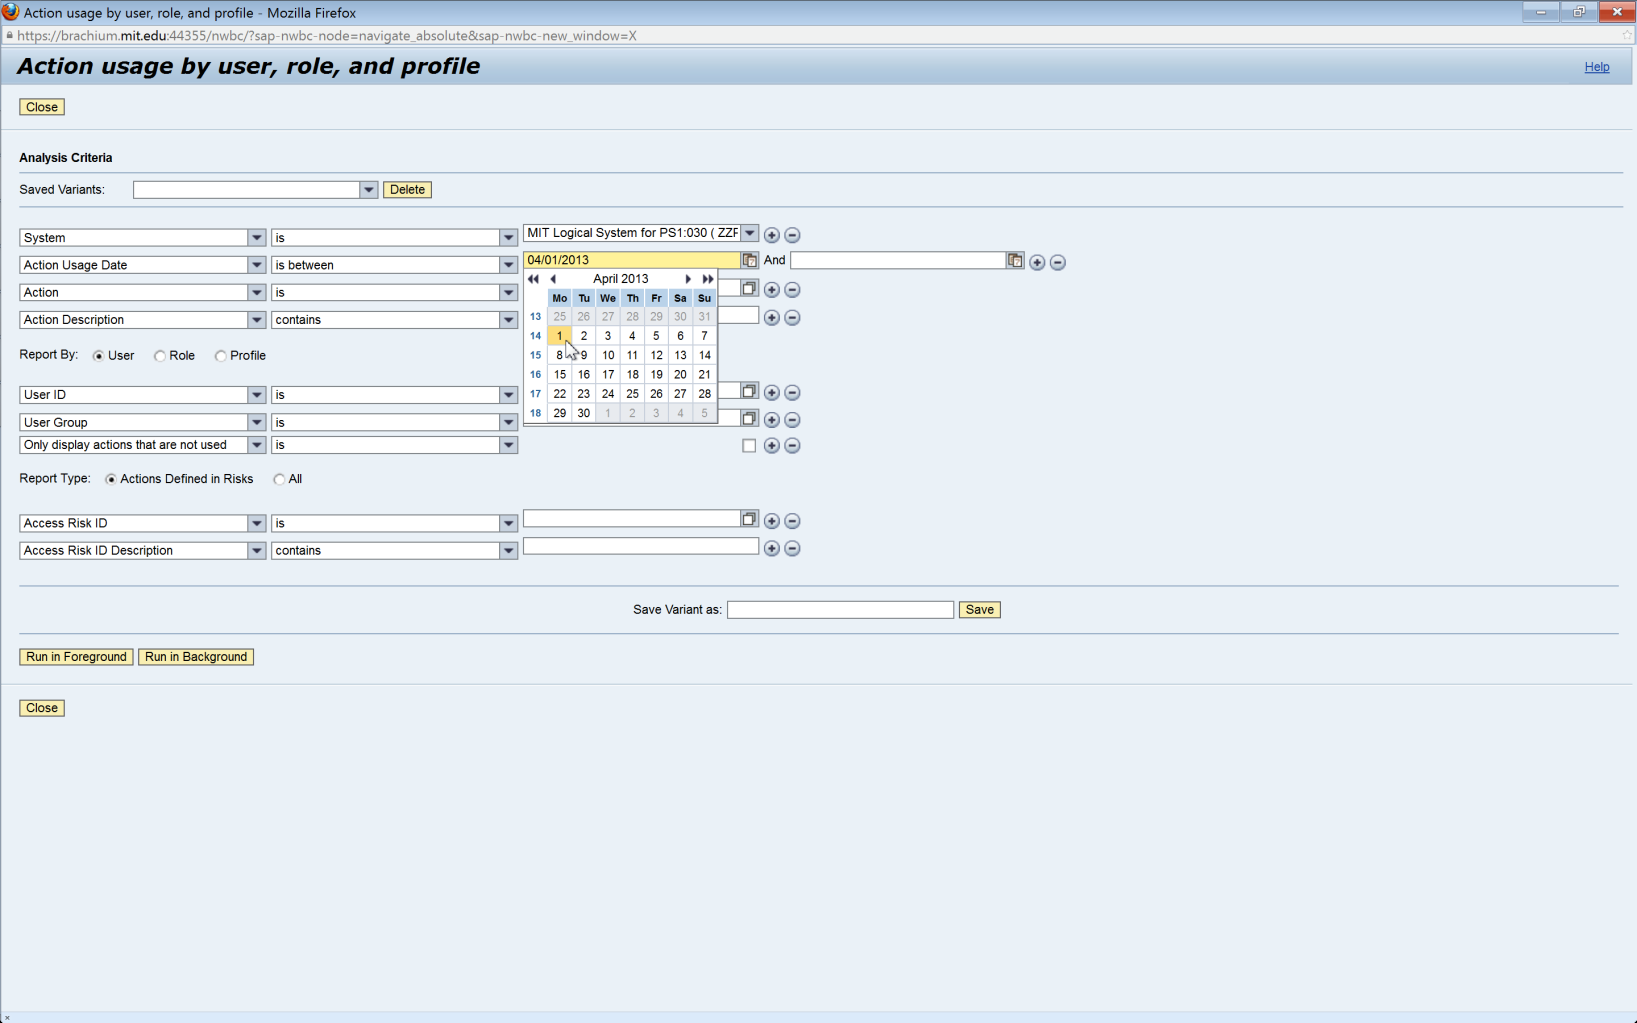 Action usage by user, role, and profile - Mozilla Firefox
https://brachium.mit.edu:44355/nwbc/?sap-nwbc-node=navigate_absolute&sap-nwbc-new_window=X
Action usage by user, role, and profile
Help
Close
Analysis Criteria
Saved Variants:
Delete
System is MIT Logical System for PS1:030 ( ZZF
Action Usage Date is between 04/01/2013 And
April 2013
Mo Tu We Th Fr Sa Su
13 25 26 27 28 29 30 31
14 1 2 3 4 5 6 7
15 8 9 10 11 12 13 14
16 15 16 17 18 19 20 21
17 22 23 24 25 26 27 28
18 29 30 1 2 3 4 5
Action is
Action Description contains
Report By: User Role Profile
User ID is
User Group is
Only display actions that are not used is
Report Type: Actions Defined in Risks All
Access Risk ID is
Access Risk ID Description contains
Save Variant as: Save
Run in Foreground Run in Background
Close